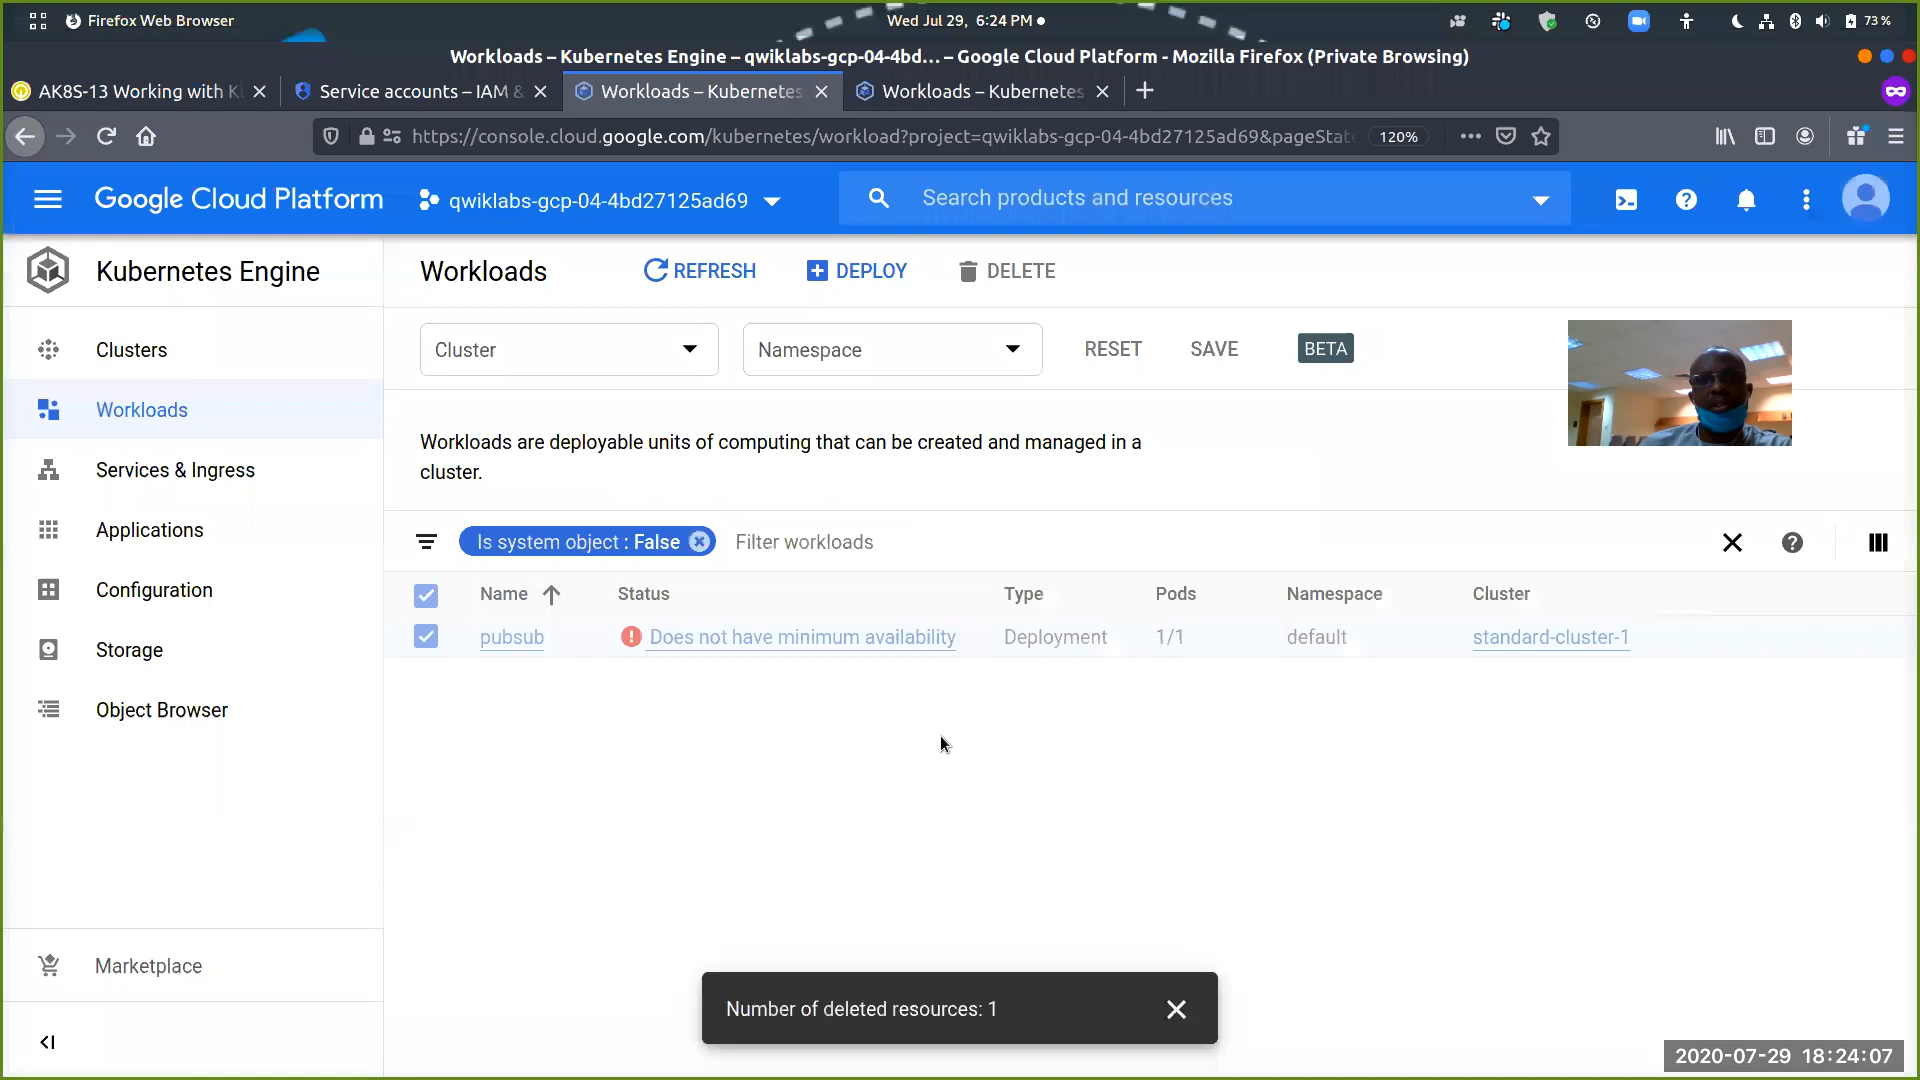 Firefox Web Browser
Wed Jul 29, 6:24 PM
73 %
Workloads – Kubernetes Engine – qwiklabs-gcp-04-4bd... – Google Cloud Platform - Mozilla Firefox (Private Browsing)
AK8S-13 Working with
Service accounts – IAM &
Workloads – Kubernetes
Workloads – Kubernetes
https://console.cloud.google.com/kubernetes/workload?project=qwiklabs-gcp-04-4bd27125ad69&pageState
120%
Google Cloud Platform
qwiklabs-gcp-04-4bd27125ad69
Search products and resources
Kubernetes Engine
Workloads
REFRESH
DEPLOY
DELETE
Clusters
Workloads
Services & Ingress
Applications
Configuration
Storage
Object Browser
Marketplace
Cluster
Namespace
RESET
SAVE
BETA
Workloads are deployable units of computing that can be created and managed in a
cluster.
Is system object : False
Filter workloads
Name Status Type Pods Namespace Cluster
pubsub Does not have minimum availability Deployment 1/1 default standard-cluster-1
Number of deleted resources: 1
2020-07-29 18:24:07